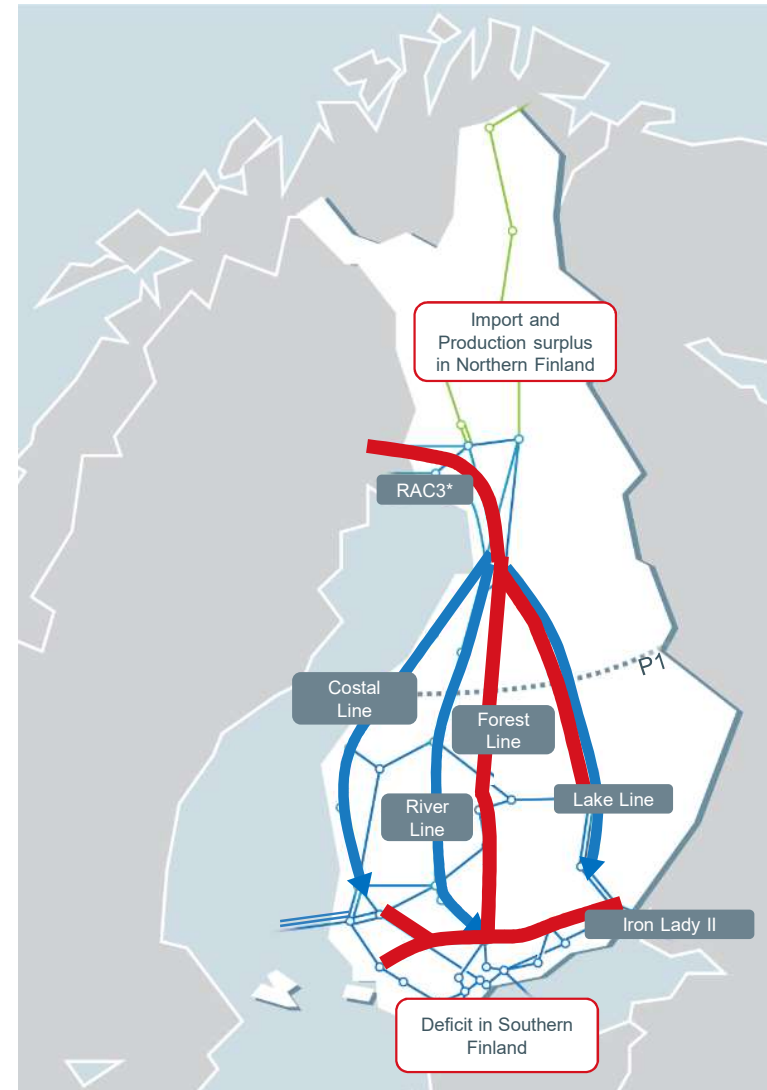 Import and
Production surplus
in Northern Finland
RAC3*
P1
Costal
Line
Forest
Line
River
Line
Lake Line
Iron Lady II
Deficit in Southern
Finland